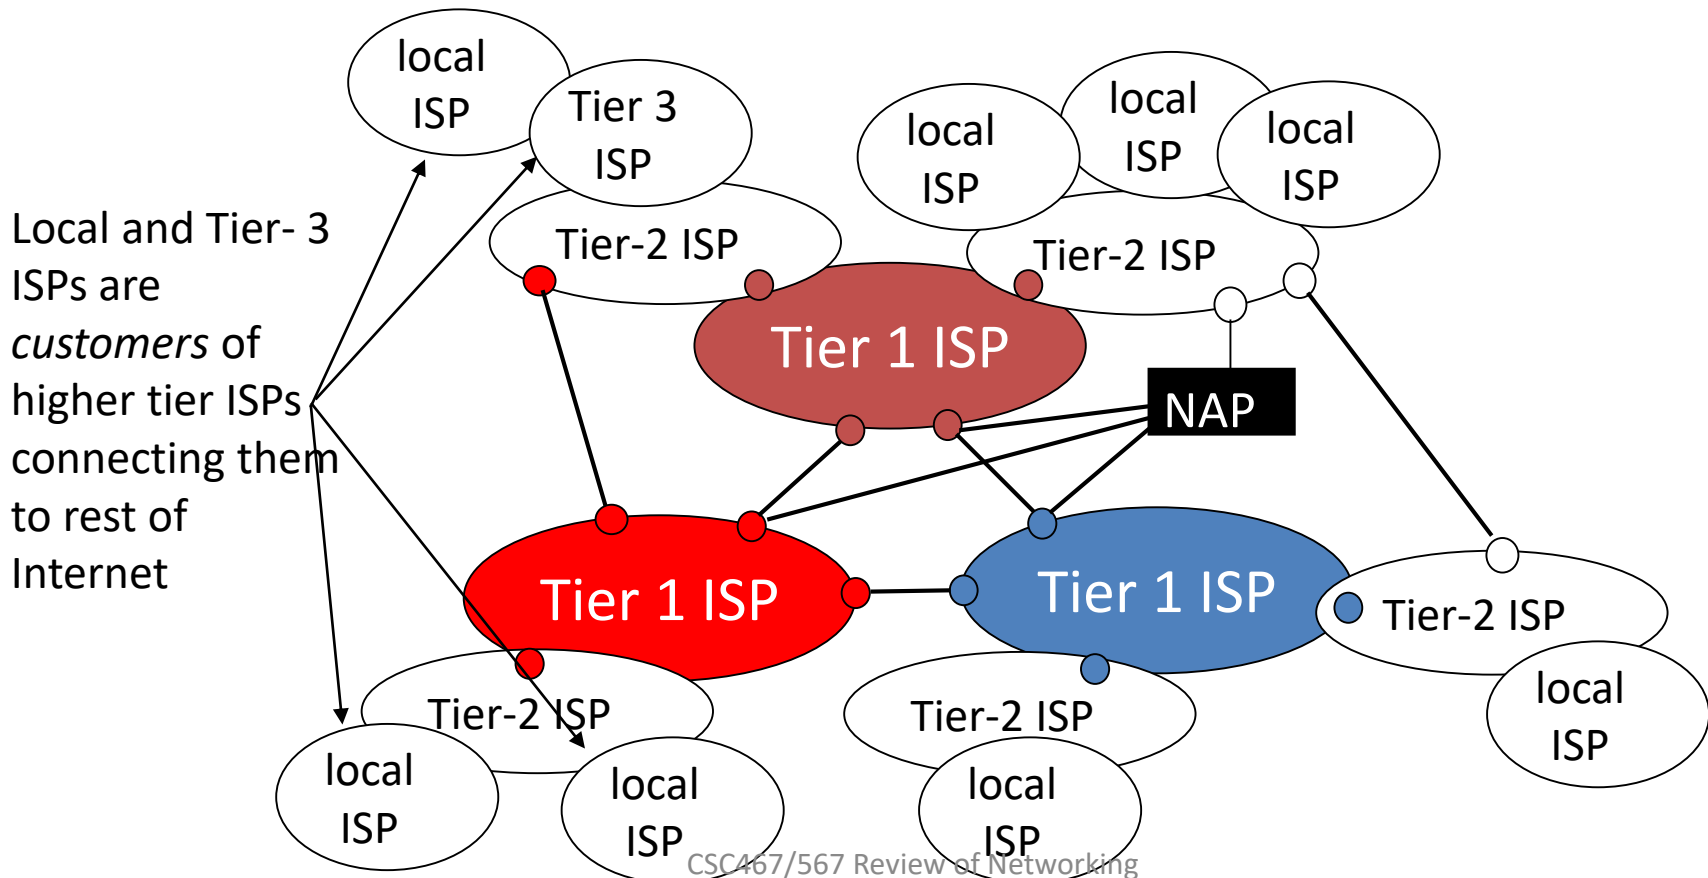 local
ISP
Tier 3
ISP
local
ISP
local
ISP
local
ISP
Local and Tier- 3
ISPs are
customers of
higher tier ISPs
connecting them
to rest of
Internet
Tier-2 ISP
Tier-2 ISP
Tier 1 ISP
NAP
Tier 1 ISP
Tier 1 ISP
Tier-2 ISP
local
ISP
Tier-2 ISP
Tier-2 ISP
local
ISP
local
ISP
local
ISP
CSC467/567 Review of Networking